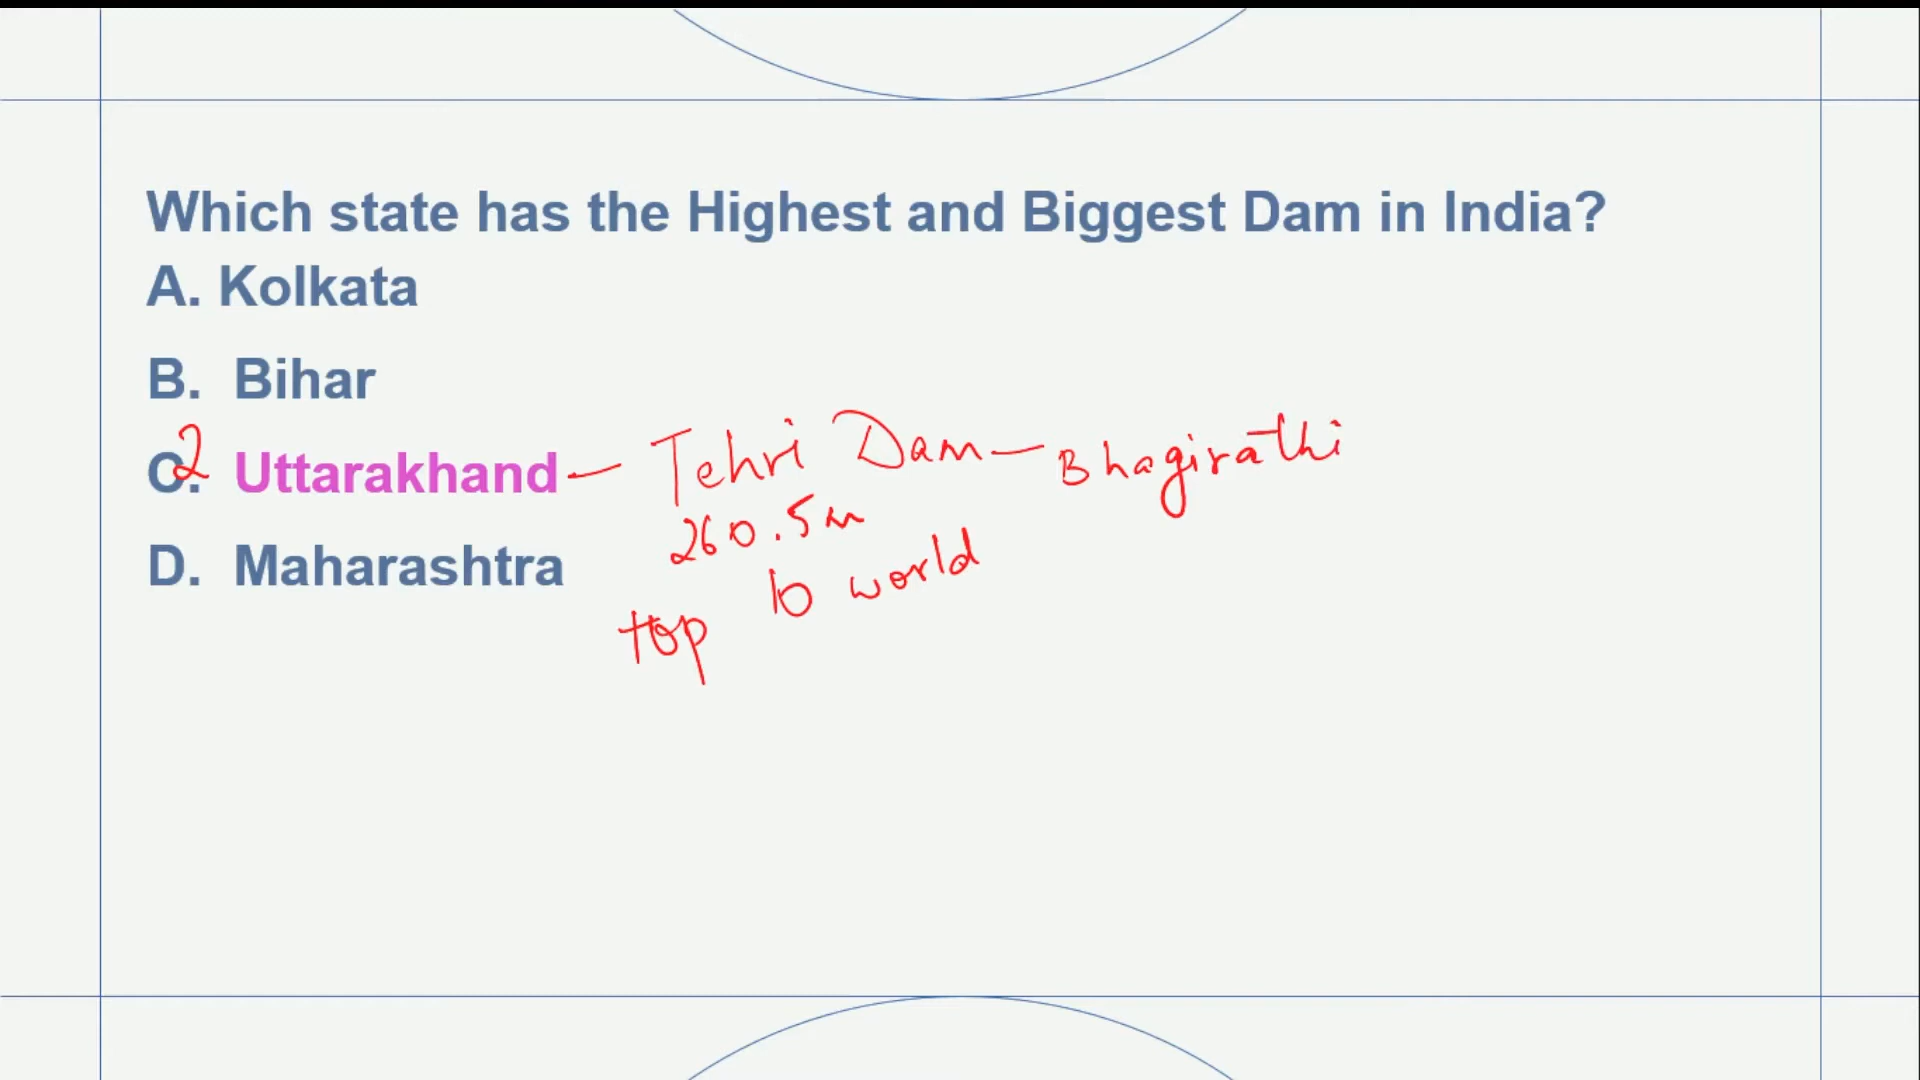 Which state has the Highest and Biggest Dam in India?
A. Kolkata
B. Bihar
C. 2 Uttarakhand – Tehri Dam – Bhagirathi
260.5m
D. Maharashtra
top 10 world